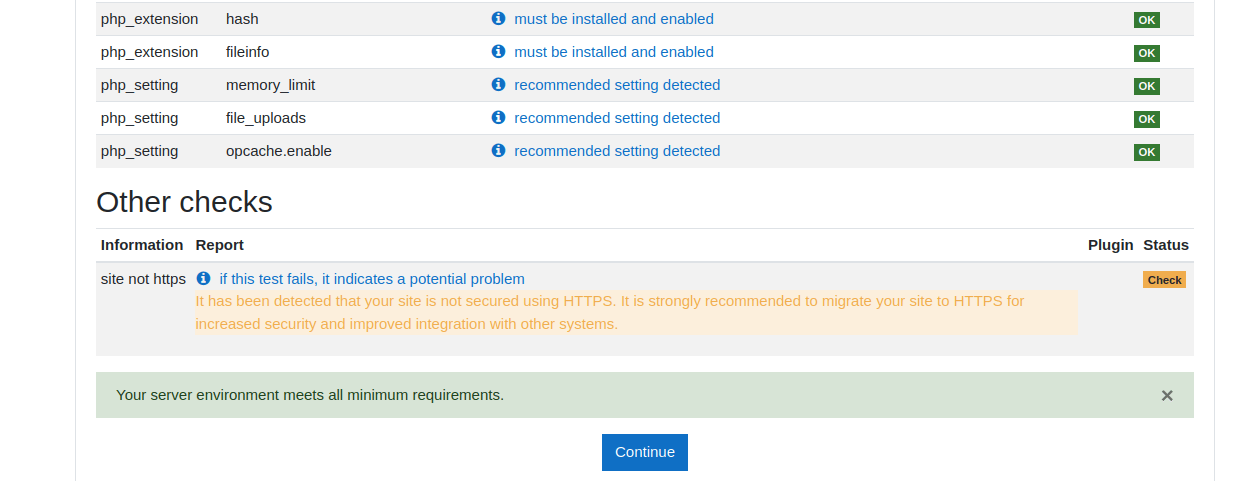 php_extension hash must be installed and enabled OK
php_extension fileinfo must be installed and enabled OK
php_setting memory_limit recommended setting detected OK
php_setting file_uploads recommended setting detected OK
php_setting opcache.enable recommended setting detected OK
Other checks
Information Report Plugin Status
site not https if this test fails, it indicates a potential problem Check
It has been detected that your site is not secured using HTTPS. It is strongly recommended to migrate your site to HTTPS for
increased security and improved integration with other systems.
Your server environment meets all minimum requirements. ×
Continue